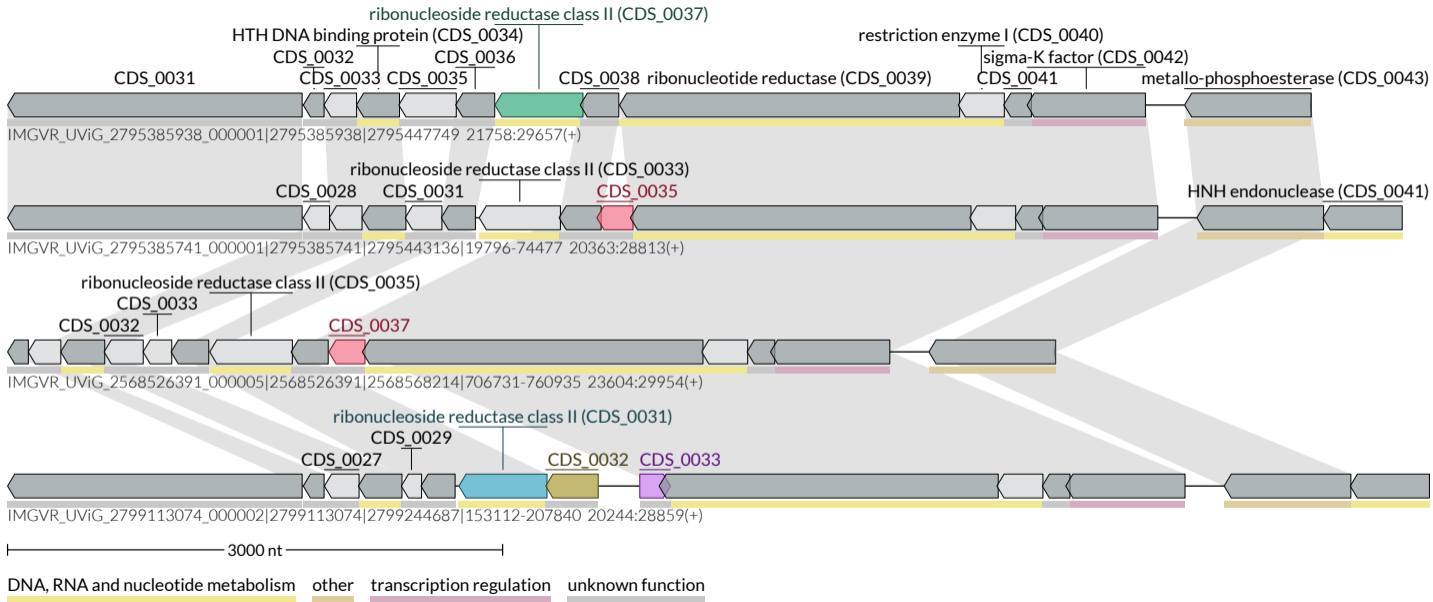 ribonucleoside reductase class II (CDS_0037)
HTH DNA binding protein (CDS_0034)
restriction enzyme I (CDS_0040)
CDS_0032
CDS_0036
sigma-K factor (CDS_0042)
CDS_0031
CDS_0033
CDS_0035
CDS_0038
ribonucleotide reductase (CDS_0039)
CDS_0041
metallo-phosphoesterase (CDS_0043)
IMGVR_UViG_2795385938_000001|2795385938|2795447749 21758:29657(+)
ribonucleoside reductase class II (CDS_0033)
CDS_0028
CDS_0031
CDS_0035
HNH endonuclease (CDS_0041)
IMGVR_UViG_2795385741_000001|2795385741|2795443136|19796-74477 20363:28813(+)
ribonucleoside reductase class II (CDS_0035)
CDS_0033
CDS_0032
CDS_0037
IMGVR_UViG_2568526391_000005|2568526391|2568568214|706731-760935 23604:29954(+)
ribonucleoside reductase class II (CDS_0031)
CDS_0029
CDS_0027
CDS_0032
CDS_0033
IMGVR_UViG_2799113074_000002|2799113074|2799244687|153112-207840 20244:28859(+)
3000 nt
DNA, RNA and nucleotide metabolism
other
transcription regulation
unknown function